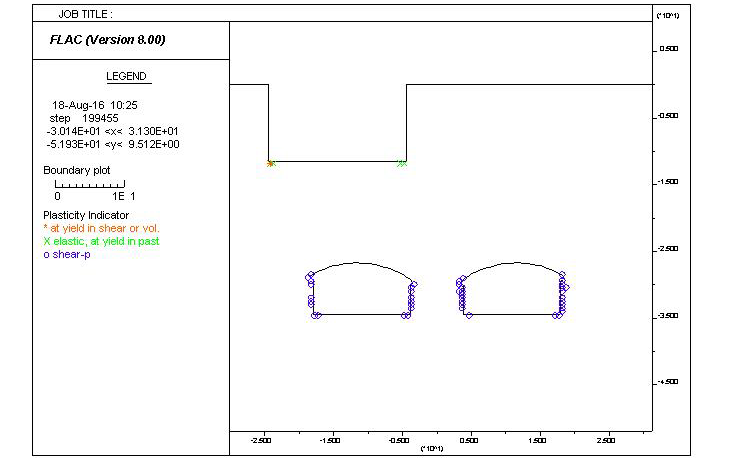 JOB TITLE :
FLAC (Version 8.00)
LEGEND
18-Aug-16 10:25
step 199455
-3.014E+01 <x< 3.130E+01
-5.193E+01 <y< 9.512E+00
Boundary plot
0 1E 1
Plasticity Indicator
* at yield in shear or vol.
X elastic, at yield in past
o shear-p
(*10^1)
0.500
-0.500
-1.500
-2.500
-3.500
-4.500
-2.500 -1.500 -0.500 0.500 1.500 2.500
(*10^1)